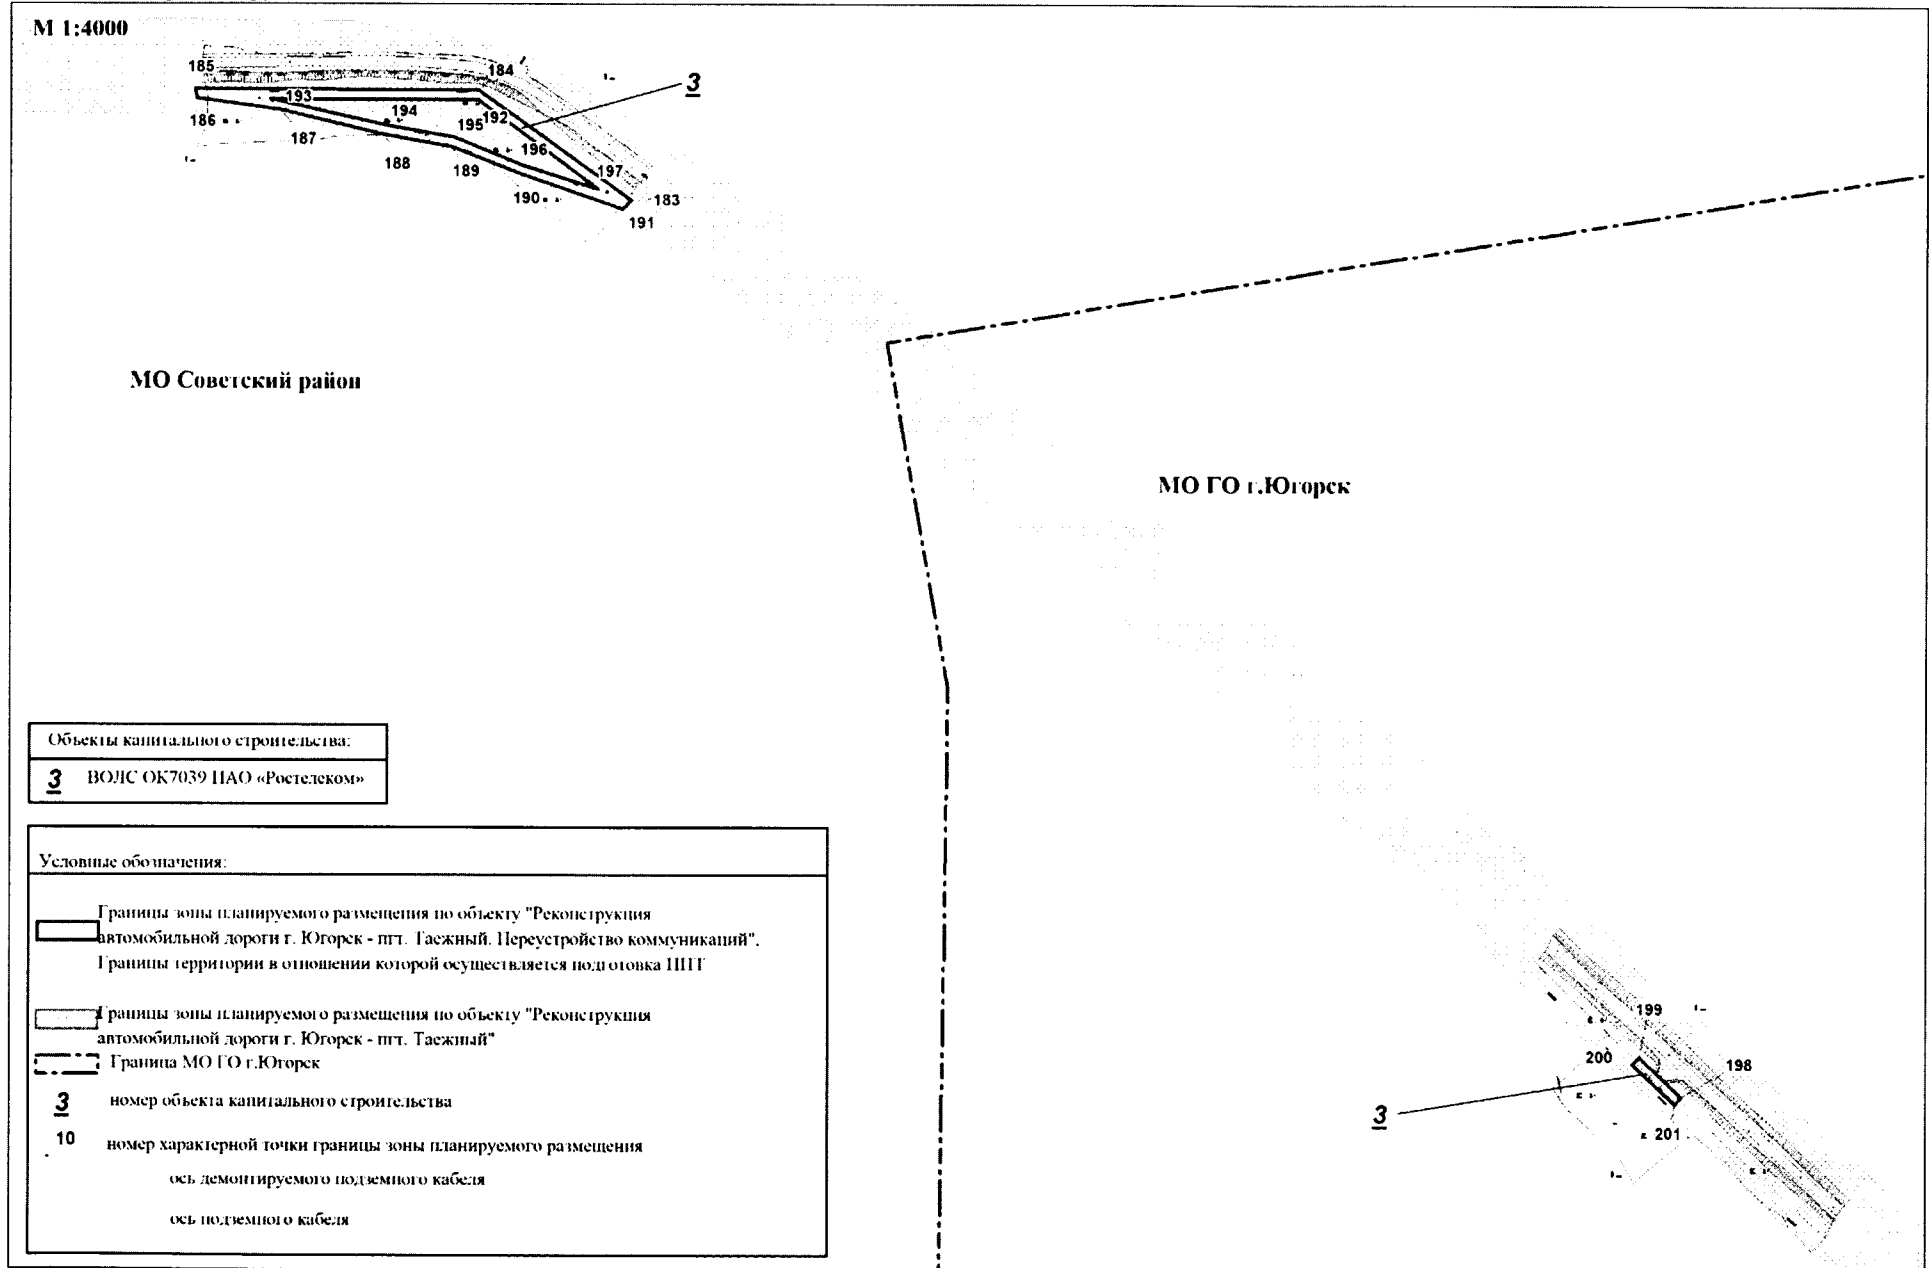 М 1:4000
185
184
3
193
194
195
192
186
187
196
188
189
197
190
183
191
МО Советский район
МО ГО г.Югорск
Объекты капитального строительства:
3 ВОЛС ОК7039 ПАО «Ростелеком»
Условные обозначения:
Границы зоны планируемого размещения по объекту "Реконструкция
автомобильной дороги г. Югорск - пгт. Таежный. Переустройство коммуникаций".
Границы территории в отношении которой осуществляется подготовка ППТ
Границы зоны планируемого размещения по объекту "Реконструкция
автомобильной дороги г. Югорск - пгт. Таежный"
Граница МО ГО г.Югорск
3 номер объекта капитального строительства
10 номер характерной точки границы зоны планируемого размещения
ось демонтируемого подземного кабеля
ось подземного кабеля
199
200
198
3
201